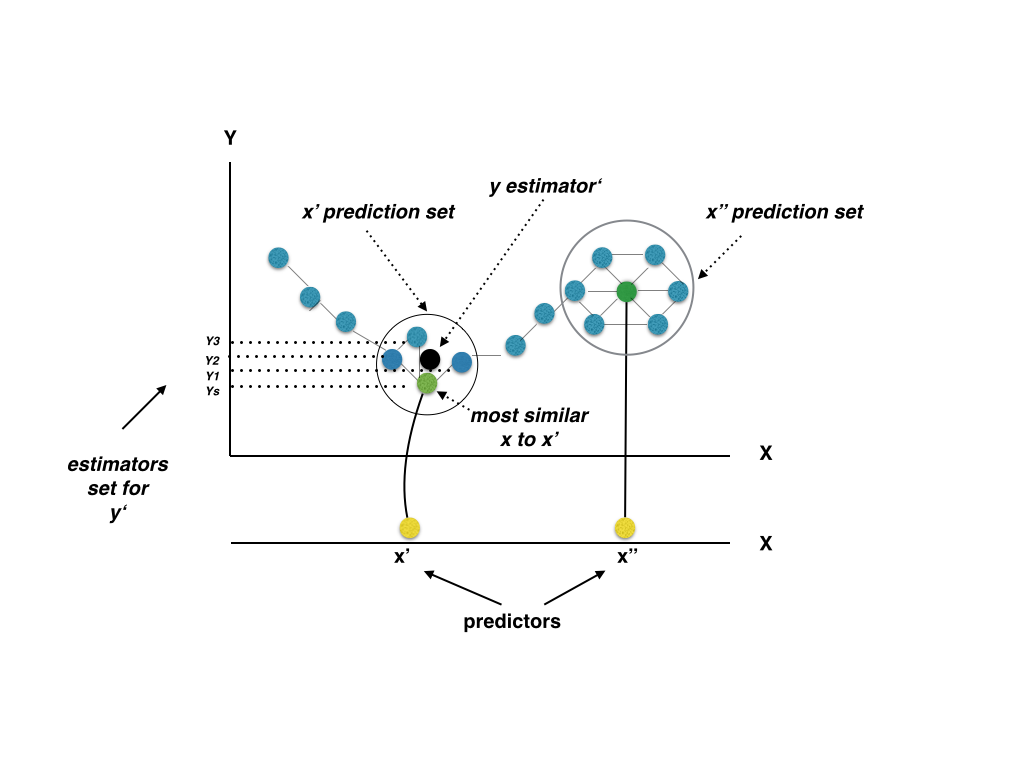 Y
y estimator‘
x’ prediction set
x” prediction set
Y3
Y2
Y1
Ys
most similar
x to x’
X
estimators
set for
y‘
X
x’
x”
predictors